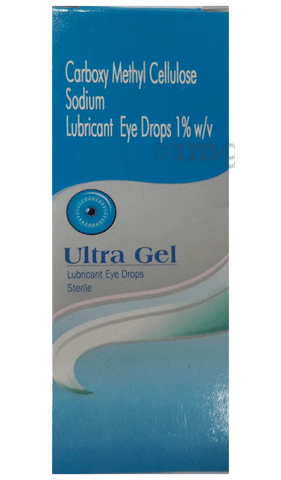 Carboxy Methyl Cellulose
Sodium
Lubricant Eye Drops 1% w/v
Ultra Gel
Lubricant Eye Drops
Sterile